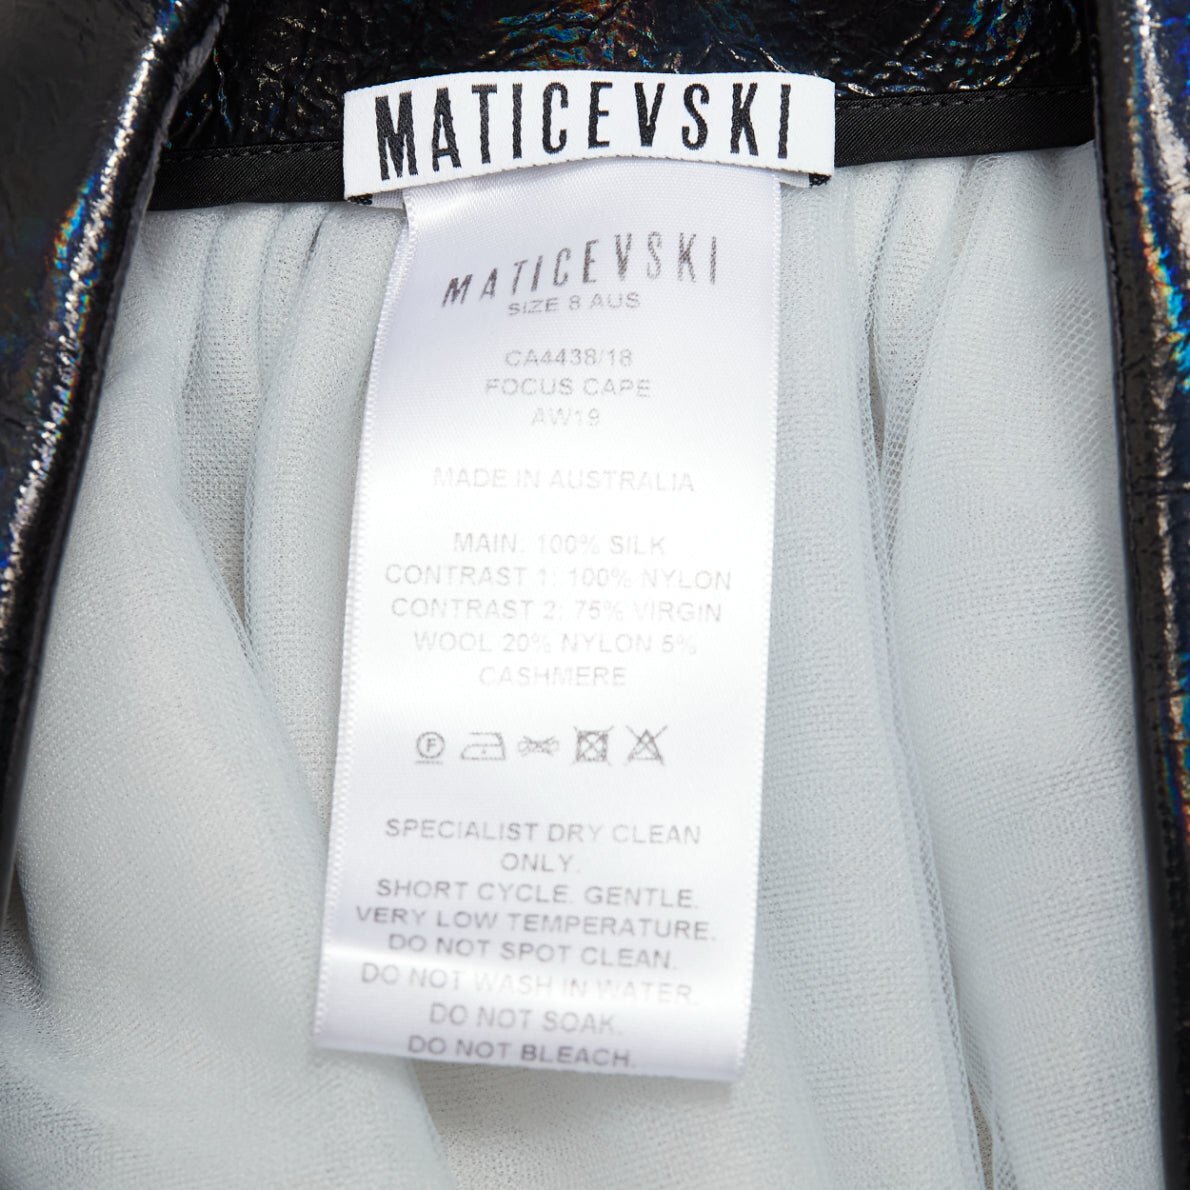 MATICEVSKI
MATICEVSKI
SIZE 8 AUS
CA4438/18
FOCUS CAPE
AW19
MADE IN AUSTRALIA
MAIN: 100% SILK
CONTRAST 1: 100% NYLON
CONTRAST 2: 75% VIRGIN
WOOL 20% NYLON 5%
CASHMERE
F
SPECIALIST DRY CLEAN
ONLY.
SHORT CYCLE. GENTLE.
VERY LOW TEMPERATURE.
DO NOT SPOT CLEAN.
DO NOT WASH IN WATER.
DO NOT SOAK.
DO NOT BLEACH.